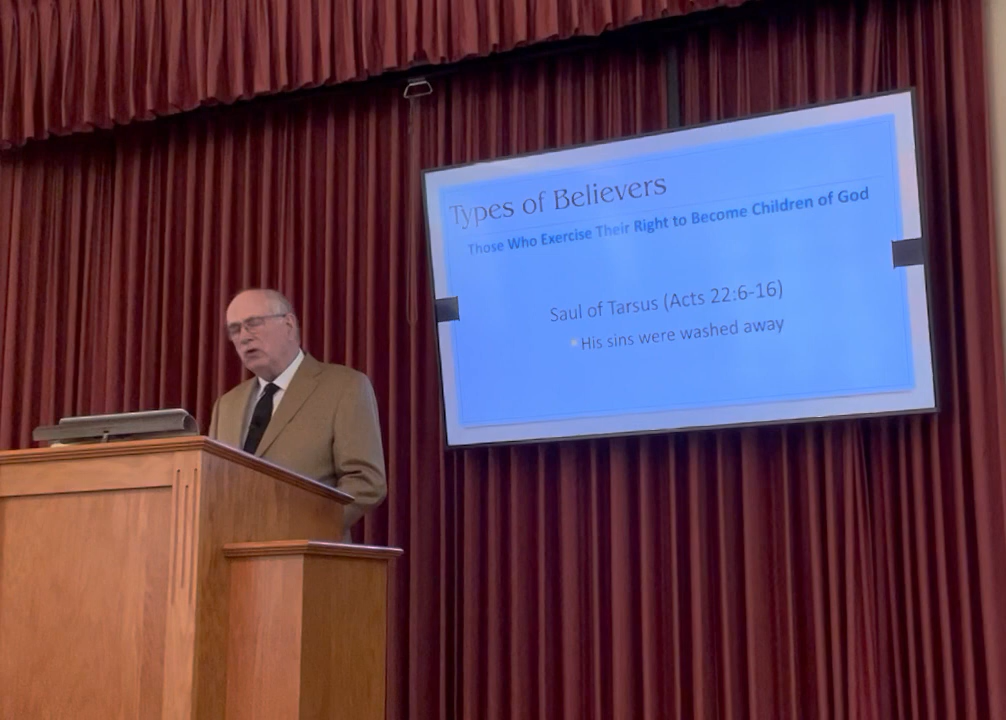 Types of Believers
Those Who Exercise Their Right to Become Children of God
Saul of Tarsus (Acts 22:6-16)
His sins were washed away